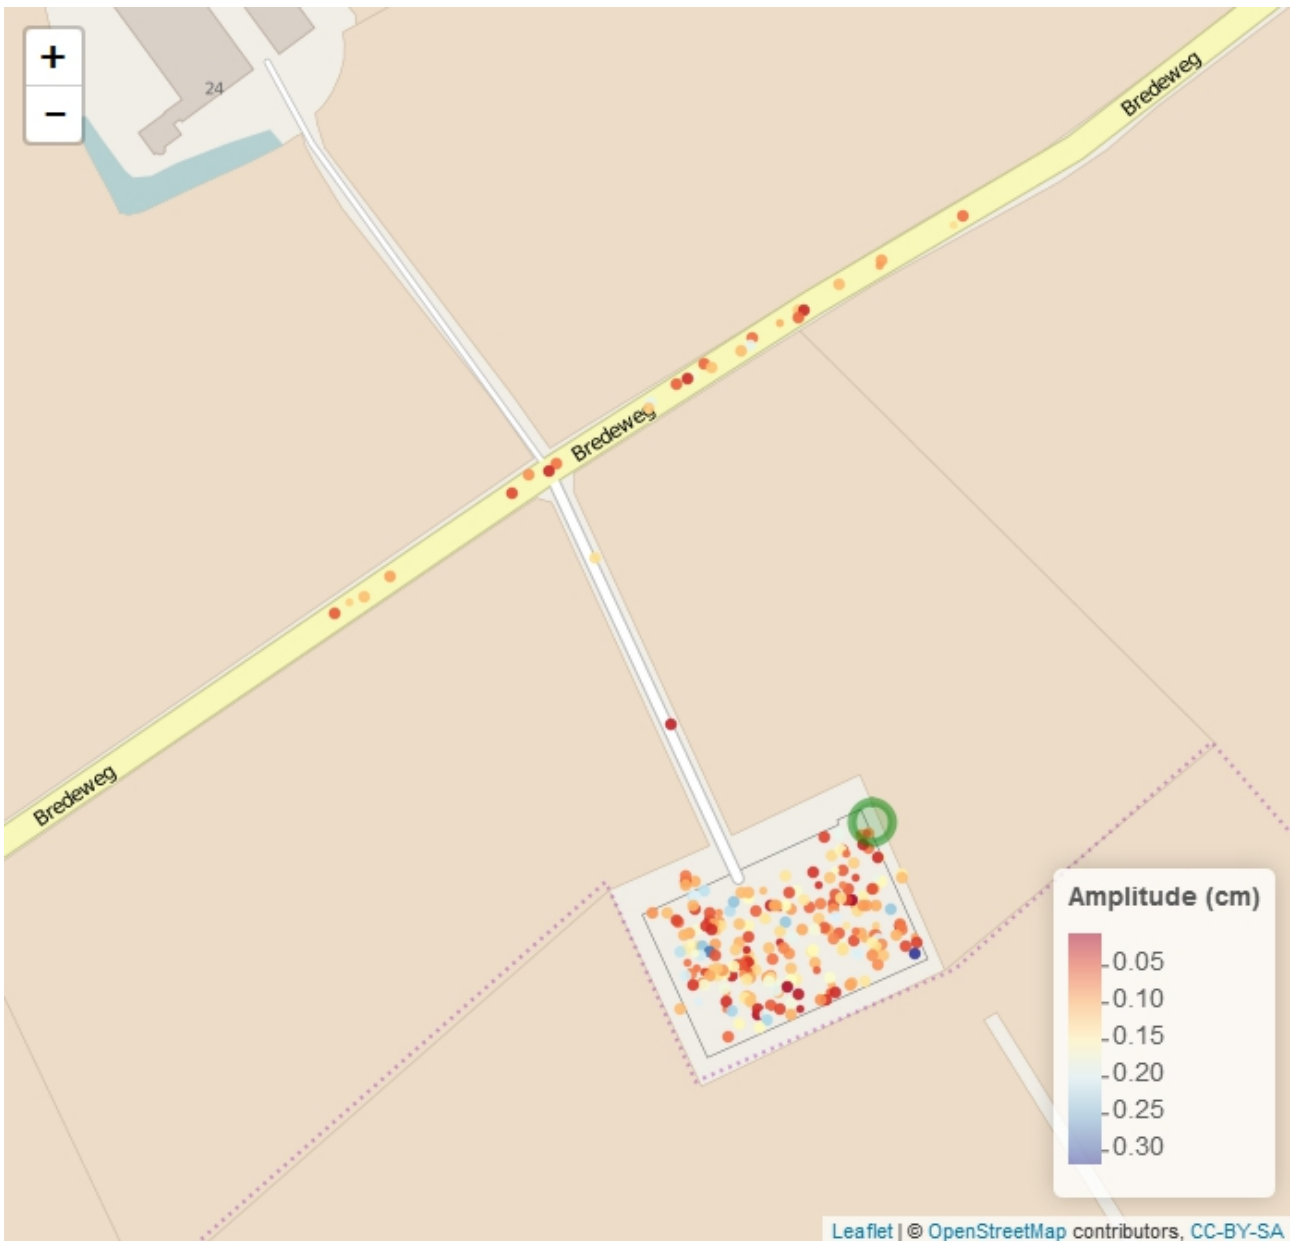 +
−
24
Bredeweg
Bredeweg
Bredeweg
Amplitude (cm)
0.05
0.10
0.15
0.20
0.25
0.30
Leaflet | © OpenStreetMap contributors, CC-BY-SA